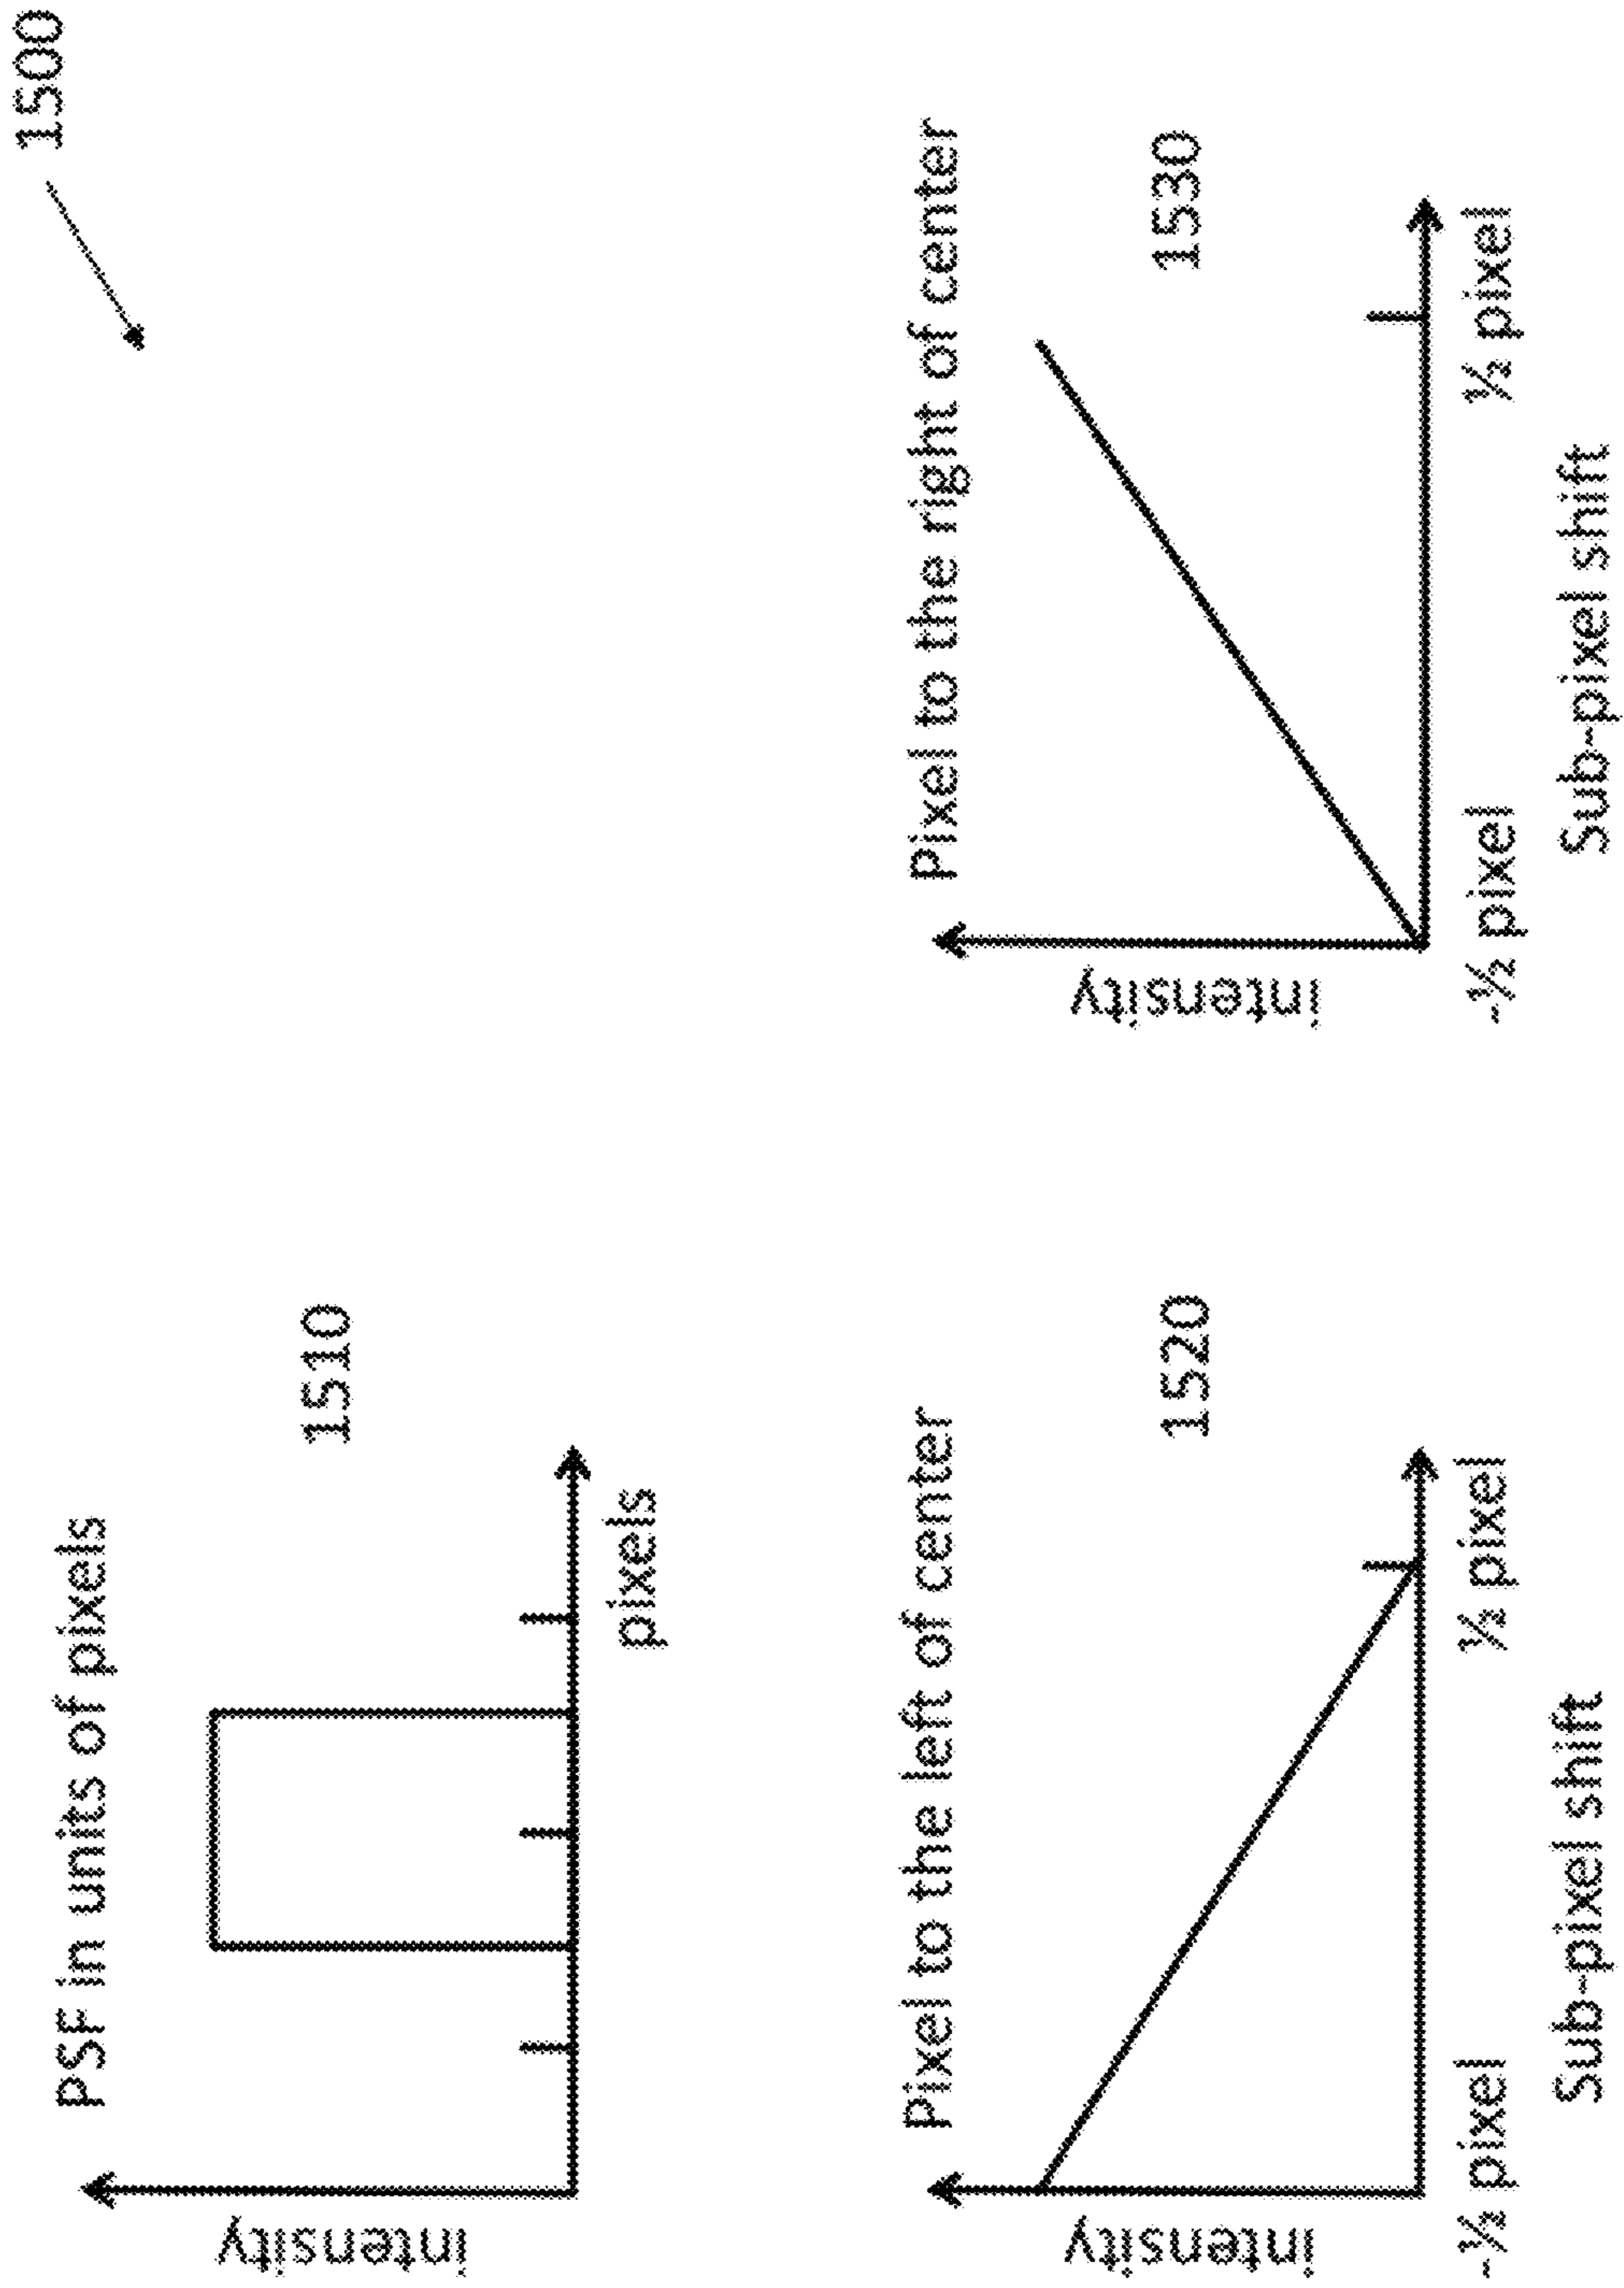 1500
PSF in units of pixels
intensity
1510
pixels
Pixel to the left of center
intensity
1520
-½ pixel
½ pixel
Sub-pixel shift
Pixel to the right of center
intensity
1530
-½ pixel
½ pixel
Sub-pixel shift